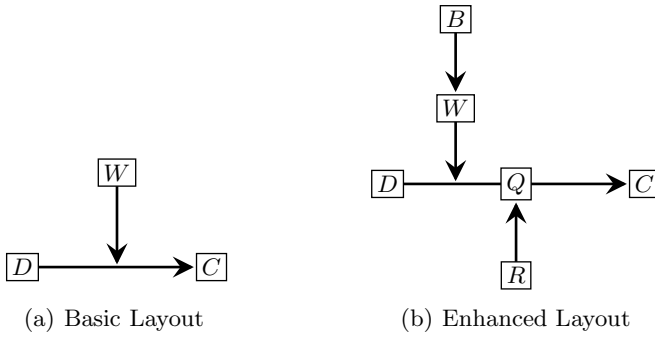 B
W
W
D Q C
D C
R
(a) Basic Layout
(b) Enhanced Layout